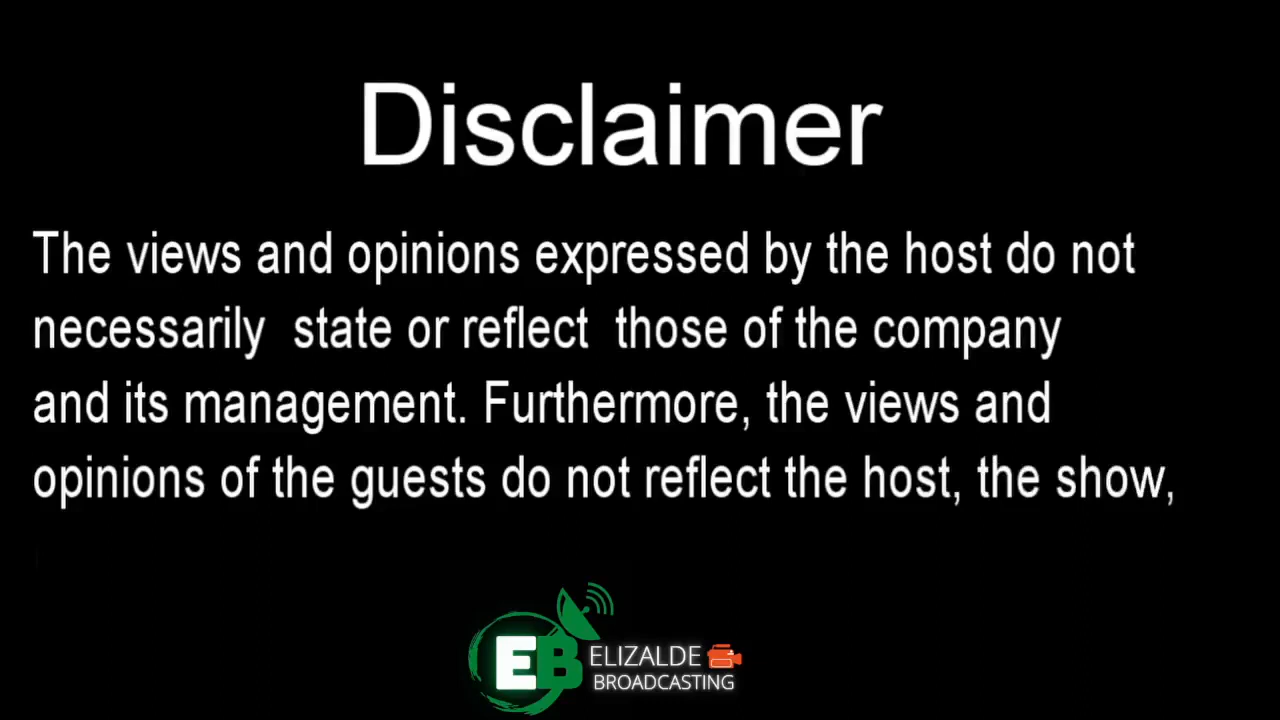 Disclaimer
The views and opinions expressed by the host do not
necessarily  state or reflect  those of the company
and its management. Furthermore, the views and
opinions of the guests do not reflect the host, the show,
EB
ELIZALDE
BROADCASTING